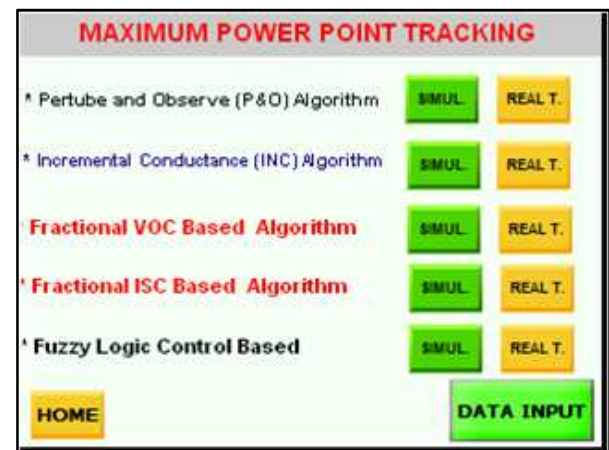 MAXIMUM POWER POINT TRACKING
* Pertube and Observe (P&O) Algorithm SIMUL. REAL T.
* Incremental Conductance (INC) Algorithm SIMUL. REAL T.
* Fractional VOC Based Algorithm SIMUL. REAL T.
* Fractional ISC Based Algorithm SIMUL. REAL T.
* Fuzzy Logic Control Based SIMUL. REAL T.
HOME DATA INPUT